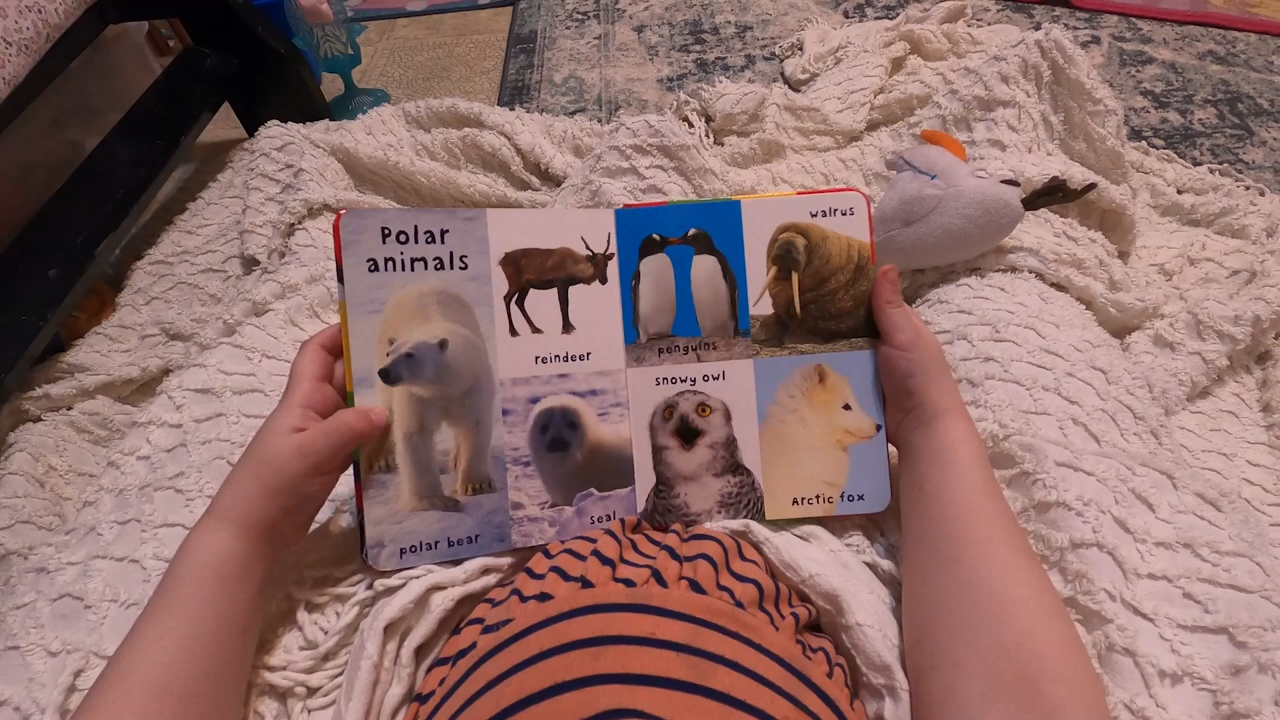 Polar
animals
reindeer
penguins
walrus
polar bear
seal
snowy owl
Arctic fox